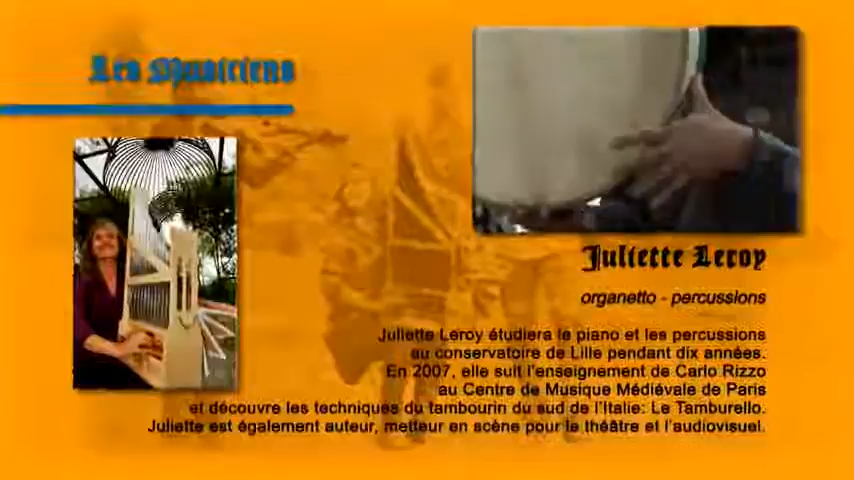 Les Musiciens
Juliette Leroy
organetto - percussions
Juliette Leroy étudiera le piano et les percussions
au conservatoire de Lille pendant dix années.
En 2007, elle suit l'enseignement de Carlo Rizzo
au Centre de Musique Médiévale de Paris
et découvre les techniques du tambourin du sud de l'Italie: Le Tamburello.
Juliette est également auteur, metteur en scène pour le théâtre et l'audiovisuel.